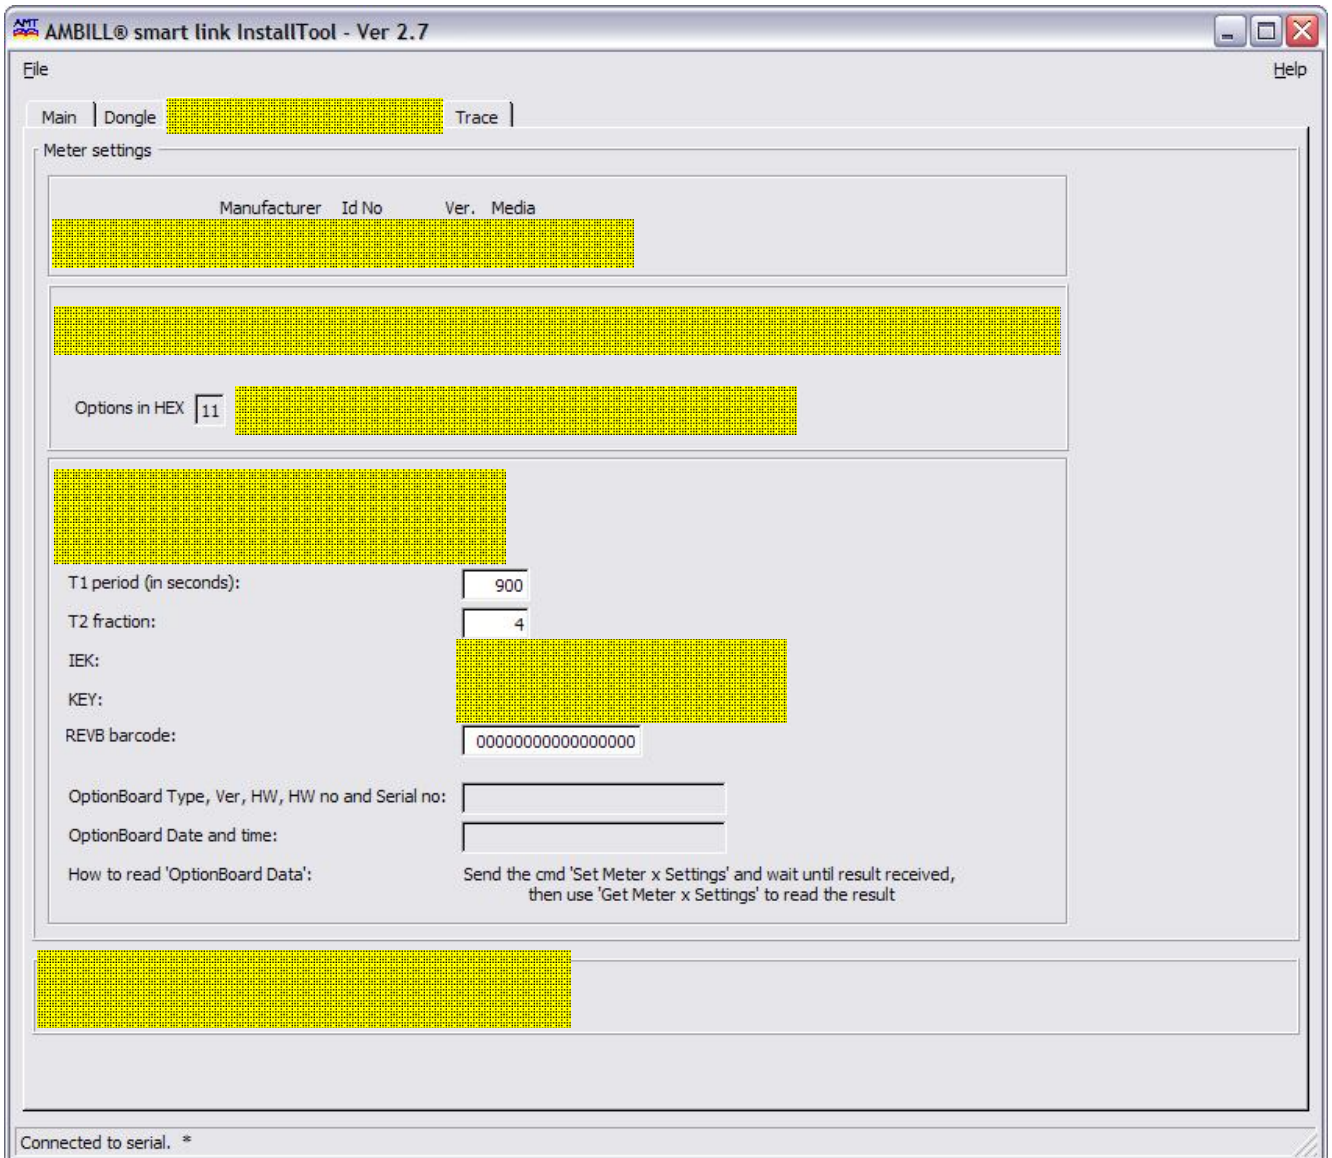 AMT
AMBILL® smart link InstallTool - Ver 2.7
File Help
Main Dongle Trace
Meter settings
Manufacturer Id No Ver. Media
Options in HEX 11
T1 period (in seconds): 900
T2 fraction: 4
IEK:
KEY:
REVB barcode: 00000000000000000
OptionBoard Type, Ver, HW, HW no and Serial no:
OptionBoard Date and time:
How to read 'OptionBoard Data': Send the cmd 'Set Meter x Settings' and wait until result received,
then use 'Get Meter x Settings' to read the result
Connected to serial. *